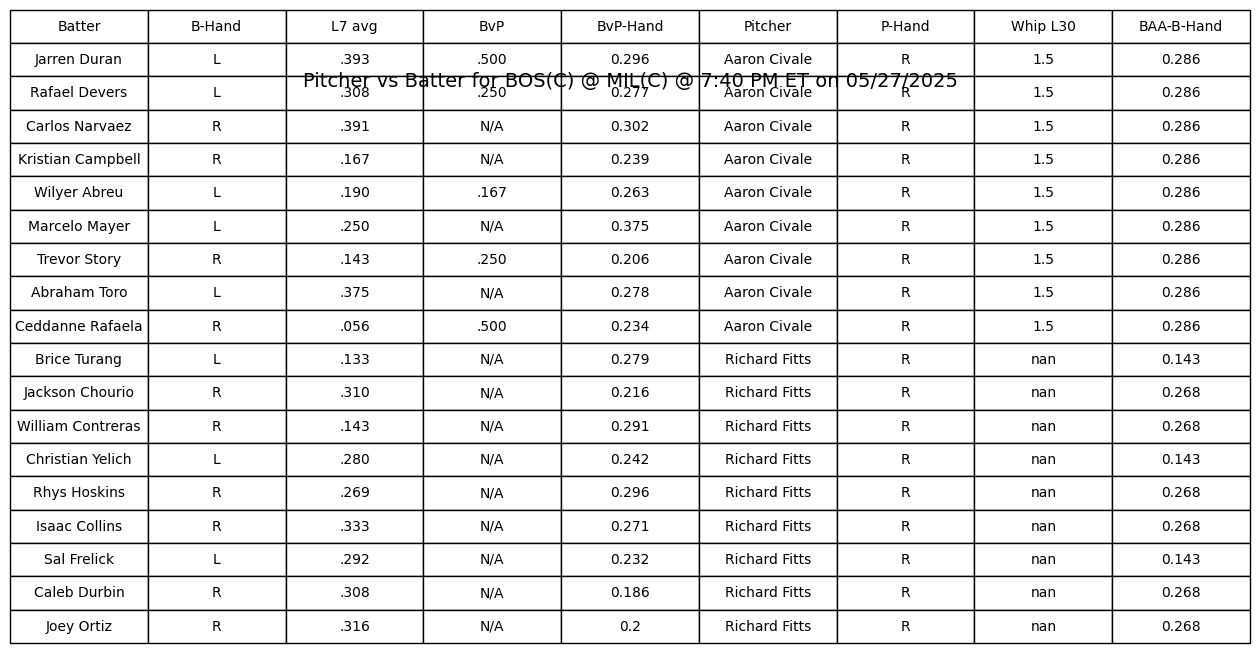 Batter B-Hand L7 avg BvP BvP-Hand Pitcher P-Hand Whip L30 BAA-B-Hand
Jarren Duran L .393 .500 0.296 Aaron Civale R 1.5 0.286
Pitcher vs Batter for BOS(C) @ MIL(C) @ 7:40 PM ET on 05/27/2025
Rafael Devers L .308 .250 0.277 Aaron Civale R 1.5 0.286
Carlos Narvaez R .391 N/A 0.302 Aaron Civale R 1.5 0.286
Kristian Campbell R .167 N/A 0.239 Aaron Civale R 1.5 0.286
Wilyer Abreu L .190 .167 0.263 Aaron Civale R 1.5 0.286
Marcelo Mayer L .250 N/A 0.375 Aaron Civale R 1.5 0.286
Trevor Story R .143 .250 0.206 Aaron Civale R 1.5 0.286
Abraham Toro L .375 N/A 0.278 Aaron Civale R 1.5 0.286
Ceddanne Rafaela R .056 .500 0.234 Aaron Civale R 1.5 0.286
Brice Turang L .133 N/A 0.279 Richard Fitts R nan 0.143
Jackson Chourio R .310 N/A 0.216 Richard Fitts R nan 0.268
William Contreras R .143 N/A 0.291 Richard Fitts R nan 0.268
Christian Yelich L .280 N/A 0.242 Richard Fitts R nan 0.143
Rhys Hoskins R .269 N/A 0.296 Richard Fitts R nan 0.268
Isaac Collins R .333 N/A 0.271 Richard Fitts R nan 0.268
Sal Frelick L .292 N/A 0.232 Richard Fitts R nan 0.143
Caleb Durbin R .308 N/A 0.186 Richard Fitts R nan 0.268
Joey Ortiz R .316 N/A 0.2 Richard Fitts R nan 0.268